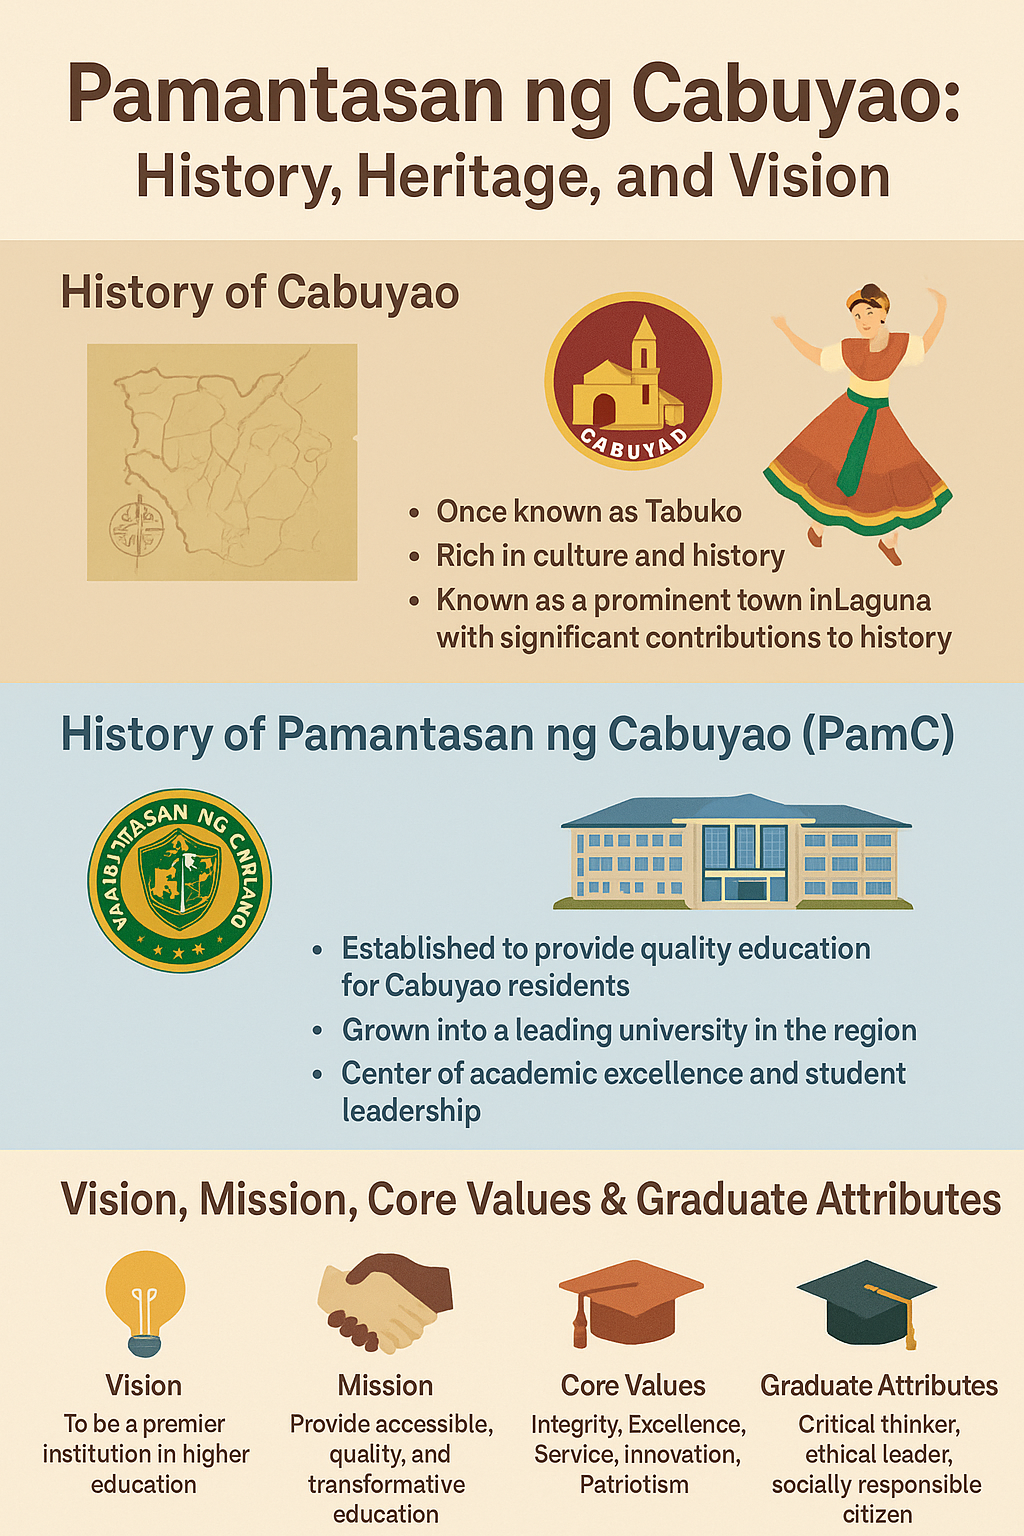 Pamantasan ng Cabuyao:
History, Heritage, and Vision
History of Cabuyao
CABUYAD
• Once known as Tabuko
• Rich in culture and history
• Known as a prominent town inLaguna
with significant contributions to history
History of Pamantasan ng Cabuyao (PamC)
NG
• Established to provide quality education
for Cabuyao residents
• Grown into a leading university in the region
• Center of academic excellence and student
leadership
Vision, Mission, Core Values & Graduate Attributes
Vision
To be a premier
institution in higher
education
Mission
Provide accessible,
quality, and
transformative
education
Core Values
Integrity, Excellence,
Service, innovation,
Patriotism
Graduate Attributes
Critical thinker,
ethical leader,
socially responsible
citizen